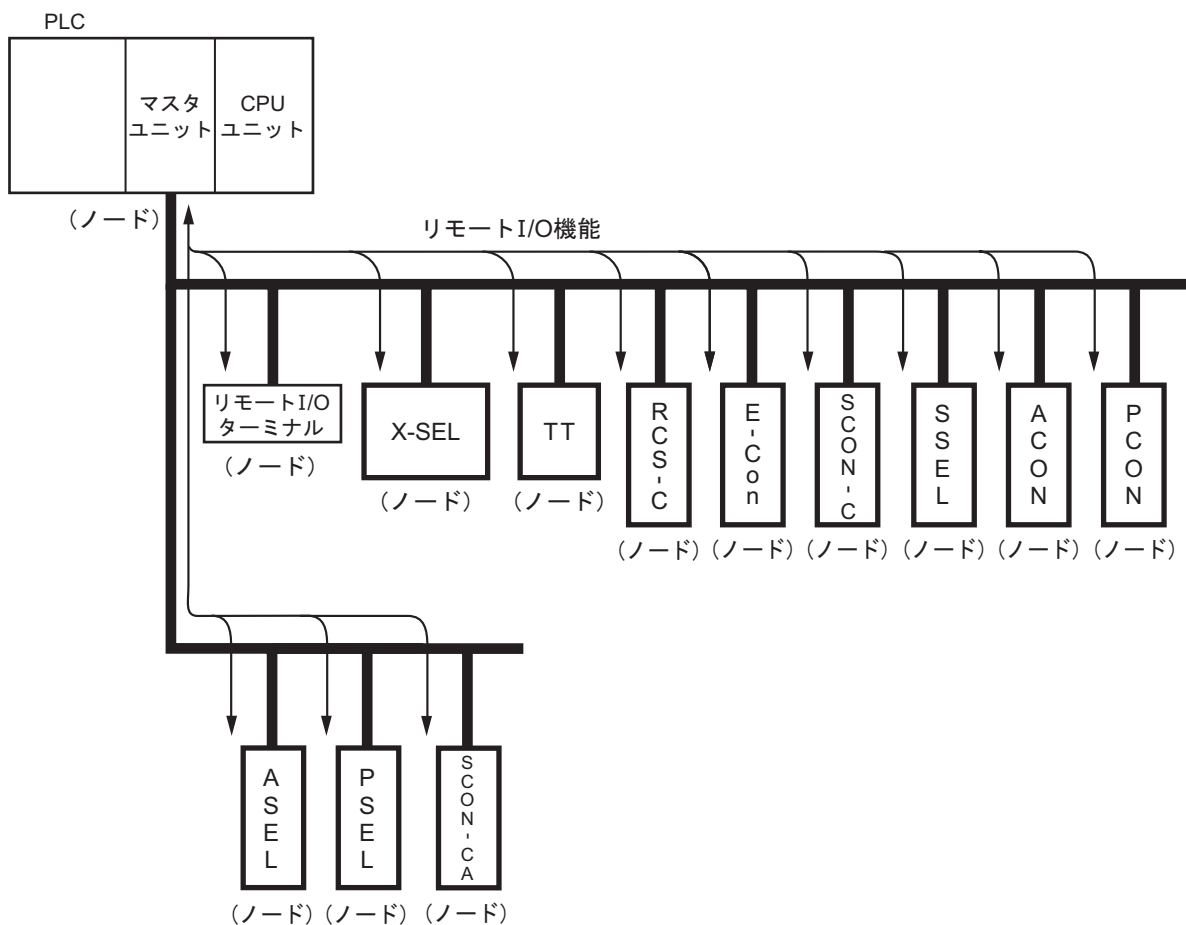 PLC
マスタ
ユニット
CPU
ユニット
（ノード）
リモートI/O機能
リモートI/O
ターミナル
（ノード）
X-SEL
（ノード）
TT
（ノード）
RCS-C
（ノード）
E-Con
（ノード）
SCON-C
（ノード）
SSEL
（ノード）
ACON
（ノード）
PCON
（ノード）
ASEL
（ノード）
PSEL
（ノード）
SCON-CA
（ノード）